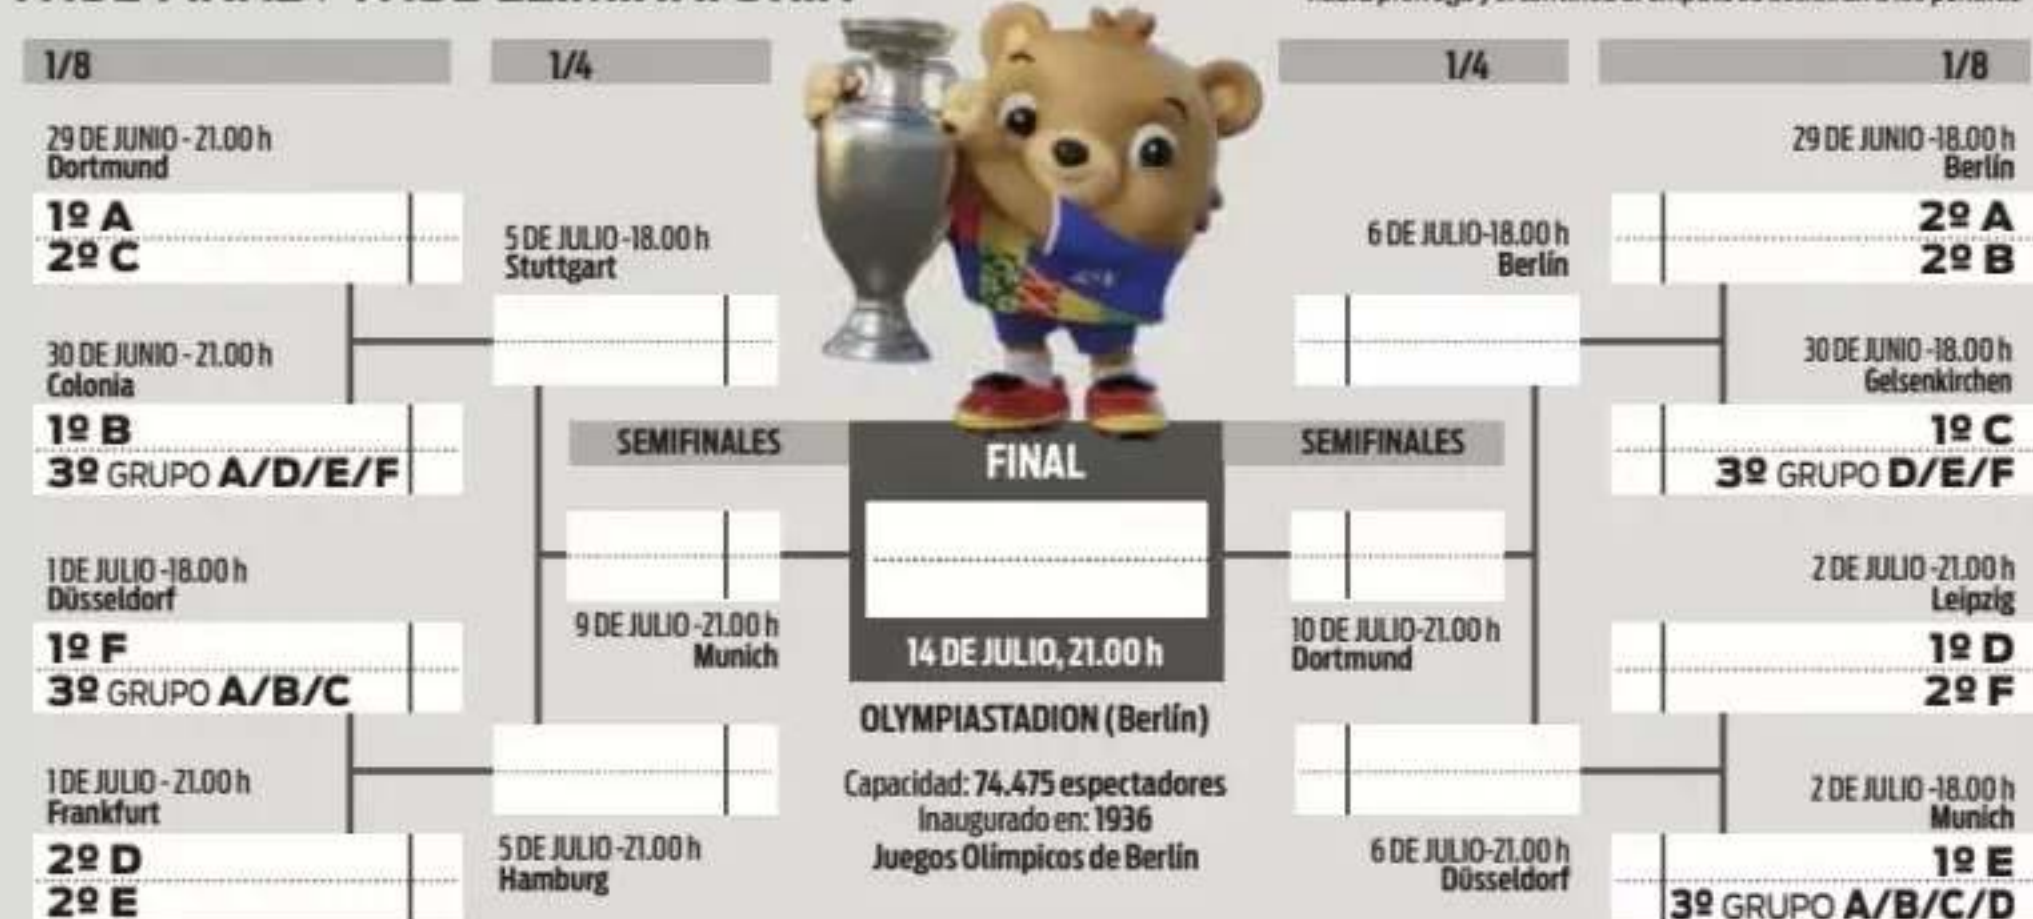 1/8
1/4
1/4
1/8
29 DE JUNIO - 21.00 h
Dortmund
1º A
2º C
30 DE JUNIO - 21.00 h
Colonia
1º B
3º GRUPO A/D/E/F
1 DE JULIO -18.00 h
Düsseldorf
1º F
3º GRUPO A/B/C
1 DE JULIO - 21.00 h
Frankfurt
2º D
2º E
5 DE JULIO -18.00 h
Stuttgart
SEMIFINALES
9 DE JULIO -21.00 h
Munich
5 DE JULIO -21.00 h
Hamburg
FINAL
14 DE JULIO, 21.00 h
OLYMPIASTADION (Berlín)
Capacidad: 74.475 espectadores
Inaugurado en: 1936
Juegos Olímpicos de Berlín
6 DE JULIO-18.00 h
Berlín
SEMIFINALES
10 DE JULIO-21.00 h
Dortmund
6 DE JULIO-21.00 h
Düsseldorf
29 DE JUNIO -18.00 h
Berlín
2º A
2º B
30 DE JUNIO -18.00 h
Gelsenkirchen
1º C
3º GRUPO D/E/F
2 DE JULIO -21.00 h
Leipzig
1º D
2º F
2 DE JULIO -18.00 h
Munich
1º E
3º GRUPO A/B/C/D